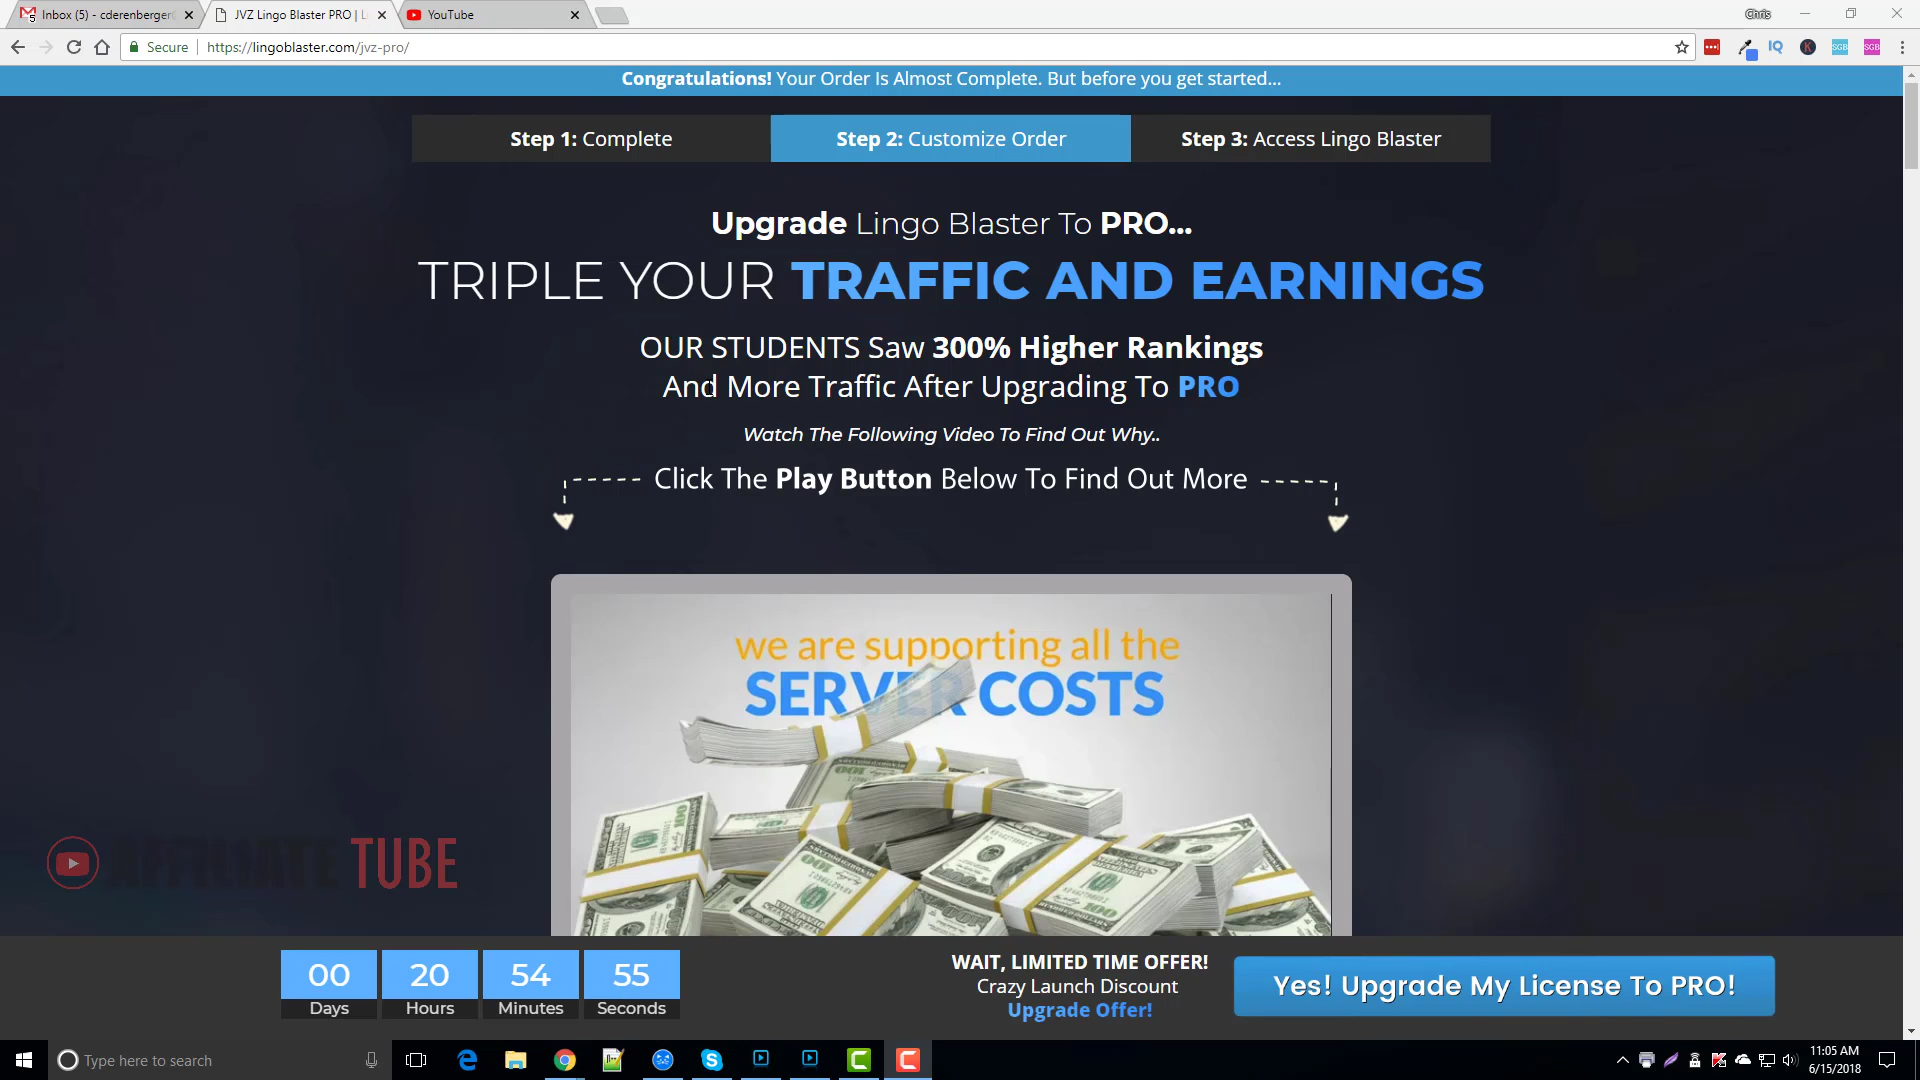 Inbox (5) - cderenberger
JVZ Lingo Blaster PRO | L
YouTube
Chris
Secure
https://lingoblaster.com/jvz-pro/
IQ
K
SGB
SGB
Congratulations! Your Order Is Almost Complete. But before you get started...
Step 1: Complete
Step 2: Customize Order
Step 3: Access Lingo Blaster
Upgrade Lingo Blaster To PRO...
TRIPLE YOUR TRAFFIC AND EARNINGS
OUR STUDENTS Saw 300% Higher Rankings
And More Traffic After Upgrading To PRO
Watch The Following Video To Find Out Why..
Click The Play Button Below To Find Out More
we are supporting all the
SERVER COSTS
AFFILIATE TUBE
00
20
54
55
Days
Hours
Minutes
Seconds
WAIT, LIMITED TIME OFFER!
Crazy Launch Discount
Upgrade Offer!
Yes! Upgrade My License To PRO!
Type here to search
11:05 AM
6/15/2018